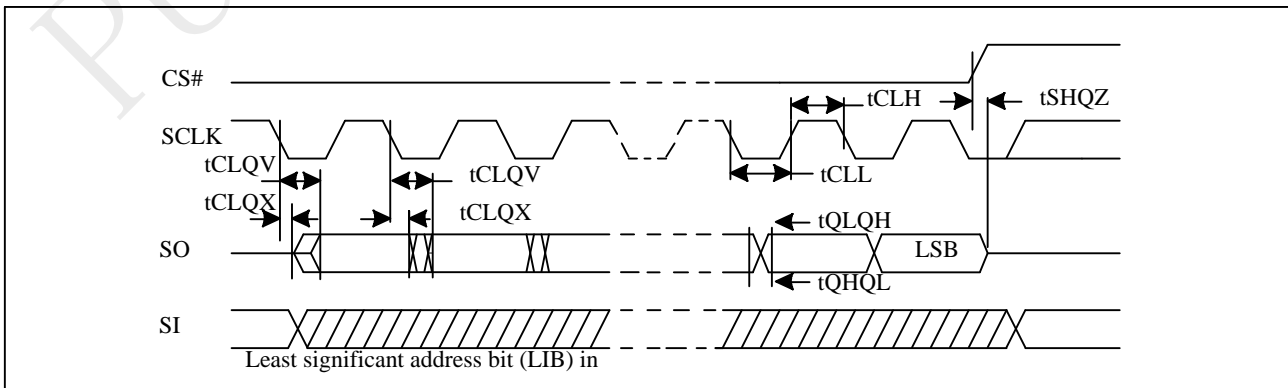 CS#
tCLH
tSHQZ
SCLK
tCLQV
tCLQV
tCLL
tCLQX
tCLQX
tQLQH
SO
LSB
tQHQL
SI
Least significant address bit (LIB) in